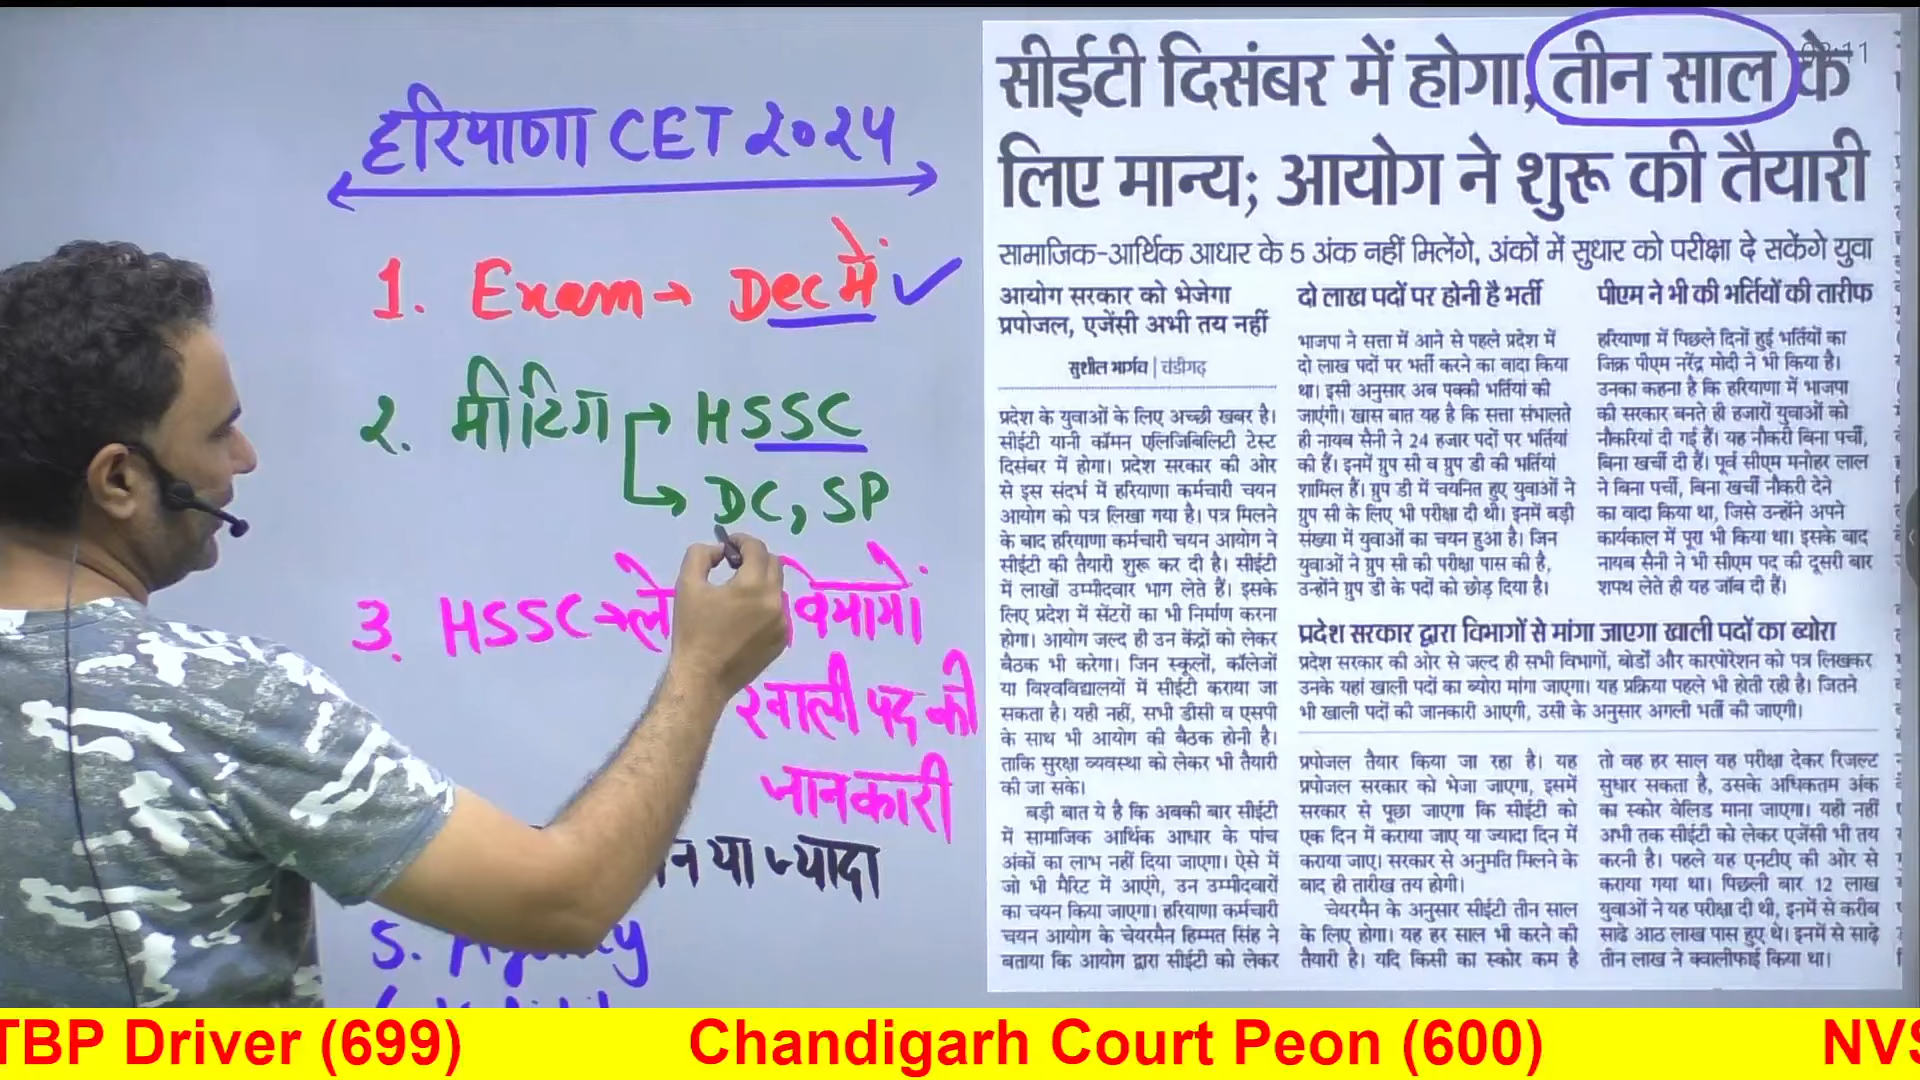 हरियाणा CET २०२५
1. Exam → Dec में ✓
२. मीटिंग → HSSC
→ DC, SP
3. HSSC → ले विभागों
खाली पद की
जानकारी
न या ज्यादा
5.
सीईटी दिसंबर में होगा, तीन साल के
लिए मान्य; आयोग ने शुरू की तैयारी
सामाजिक-आर्थिक आधार के 5 अंक नहीं मिलेंगे, अंकों में सुधार को परीक्षा दे सकेंगे युवा
आयोग सरकार को भेजेगा
प्रपोजल, एजेंसी अभी तय नहीं
सुशील भार्गव | चंडीगढ़
प्रदेश के युवाओं के लिए अच्छी खबर है।
सीईटी यानी कॉमन एलिजिबिलिटी टेस्ट
दिसंबर में होगा। प्रदेश सरकार की ओर
से इस संदर्भ में हरियाणा कर्मचारी चयन
आयोग को पत्र लिखा गया है। पत्र मिलने
के बाद हरियाणा कर्मचारी चयन आयोग ने
सीईटी की तैयारी शुरू कर दी है। सीईटी
में लाखों उम्मीदवार भाग लेते हैं। इसके
लिए प्रदेश में सेंटरों का भी निर्माण करना
होगा। आयोग जल्द ही उन केंद्रों को लेकर
बैठक भी करेगा। जिन स्कूलों, कॉलेजों
या विश्वविद्यालयों में सीईटी कराया जा
सकता है। यही नहीं, सभी डीसी व एसपी
के साथ भी आयोग की बैठक होनी है।
ताकि सुरक्षा व्यवस्था को लेकर भी तैयारी
की जा सके।
बड़ी बात ये है कि अबकी बार सीईटी
में सामाजिक आर्थिक आधार के पांच
अंकों का लाभ नहीं दिया जाएगा। ऐसे में
जो भी मैरिट में आएंगे, उन उम्मीदवारों
का चयन किया जाएगा। हरियाणा कर्मचारी
चयन आयोग के चेयरमैन हिम्मत सिंह ने
बताया कि आयोग द्वारा सीईटी को लेकर
दो लाख पदों पर होनी है भर्ती
भाजपा ने सत्ता में आने से पहले प्रदेश में
दो लाख पदों पर भर्ती करने का वादा किया
था। इसी अनुसार अब पक्की भर्तियां की
जाएंगी। खास बात यह है कि सत्ता संभालते
ही नायब सैनी ने 24 हजार पदों पर भर्तियां
की हैं। इनमें ग्रुप सी व ग्रुप डी की भर्तियां
शामिल हैं। ग्रुप डी में चयनित हुए युवाओं ने
ग्रुप सी के लिए भी परीक्षा दी थी। इनमें बड़ी
संख्या में युवाओं का चयन हुआ है। जिन
युवाओं ने ग्रुप सी की परीक्षा पास की है,
उन्होंने ग्रुप डी के पदों को छोड़ दिया है।
पीएम ने भी की भर्तियों की तारीफ
हरियाणा में पिछले दिनों हुई भर्तियों का
जिक्र पीएम नरेंद्र मोदी ने भी किया है।
उनका कहना है कि हरियाणा में भाजपा
की सरकार बनते ही हजारों युवाओं को
नौकरियां दी गई हैं। यह नौकरी बिना पर्ची,
बिना खर्ची दी हैं। पूर्व सीएम मनोहर लाल
ने बिना पर्ची, बिना खर्ची नौकरी देने
का वादा किया था, जिसे उन्होंने अपने
कार्यकाल में पूरा भी किया था। इसके बाद
नायब सैनी ने भी सीएम पद की दूसरी बार
शपथ लेते ही यह जॉब दी हैं।
प्रदेश सरकार द्वारा विभागों से मांगा जाएगा खाली पदों का ब्योरा
प्रदेश सरकार की ओर से जल्द ही सभी विभागों, बोर्डों और कारपोरेशन को पत्र लिखकर
उनके यहां खाली पदों का ब्योरा मांगा जाएगा। यह प्रक्रिया पहले भी होती रही है। जितने
भी खाली पदों की जानकारी आएगी, उसी के अनुसार अगली भर्ती की जाएगी।
प्रपोजल तैयार किया जा रहा है। यह
प्रपोजल सरकार को भेजा जाएगा, इसमें
सरकार से पूछा जाएगा कि सीईटी को
एक दिन में कराया जाए या ज्यादा दिन में
कराया जाए। सरकार से अनुमति मिलने के
बाद ही तारीख तय होगी।
चेयरमैन के अनुसार सीईटी तीन साल
के लिए होगा। यह हर साल भी करने की
तैयारी है। यदि किसी का स्कोर कम है
तो वह हर साल यह परीक्षा देकर रिजल्ट
सुधार सकता है, उसके अधिकतम अंक
का स्कोर वेलिड माना जाएगा। यही नहीं
अभी तक सीईटी को लेकर एजेंसी भी तय
करनी है। पहले यह एनटीए की ओर से
कराया गया था। पिछली बार 12 लाख
युवाओं ने यह परीक्षा दी थी, इनमें से करीब
साढे आठ लाख पास हुए थे। इनमें से साढ़े
तीन लाख ने क्वालीफाई किया था।
TBP Driver (699) Chandigarh Court Peon (600) NVS